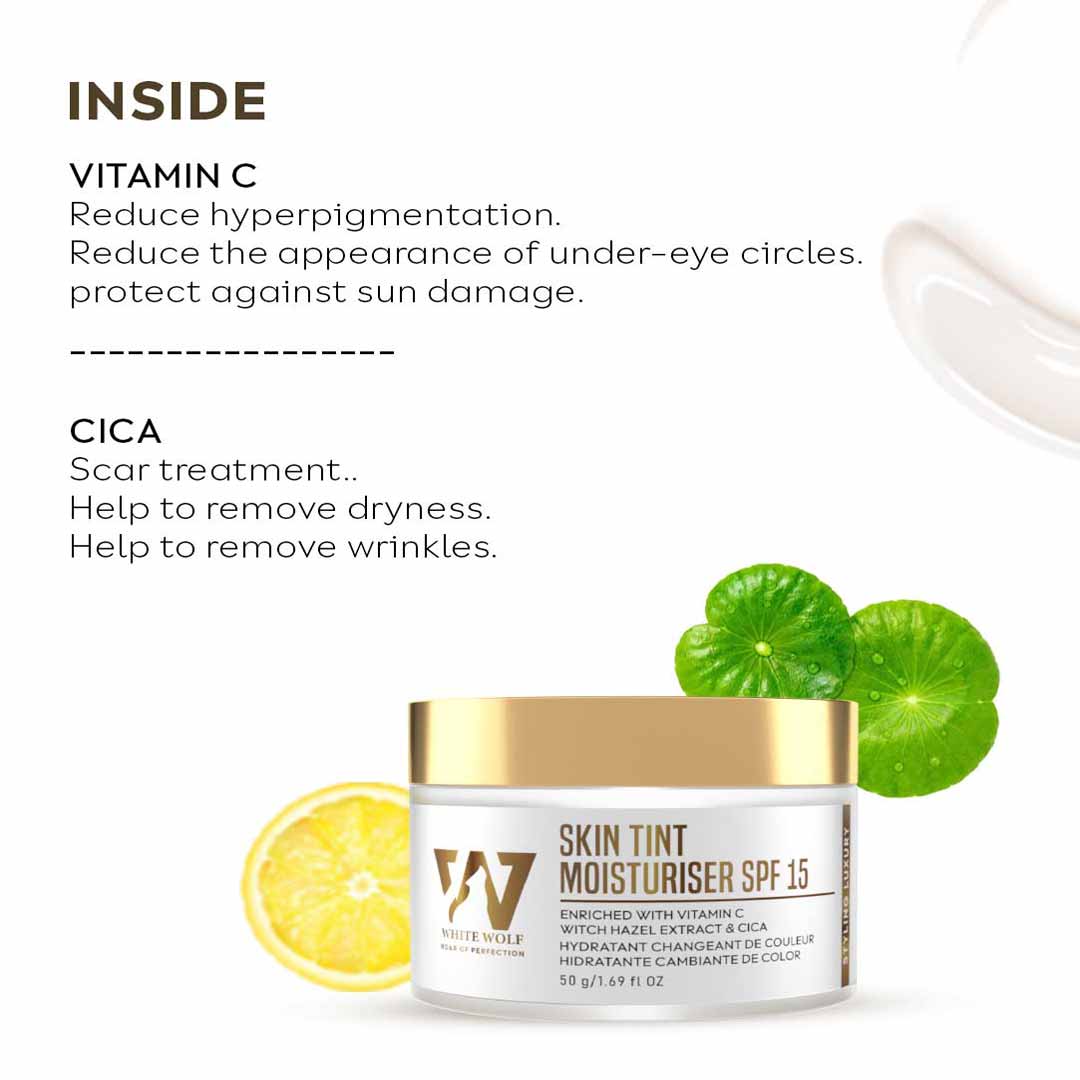 INSIDE
VITAMIN C
Reduce hyperpigmentation.
Reduce the appearance of under-eye circles.
protect against sun damage.
-----------------
CICA
Scar treatment..
Help to remove dryness.
Help to remove wrinkles.
SKIN TINT
MOISTURISER SPF 15
ENRICHED WITH VITAMIN C
WITCH HAZEL EXTRACT & CICA
HYDRATANT CHANGEANT DE COULEUR
HIDRATANTE CAMBIANTE DE COLOR
50 g/1.69 fl OZ
W
WHITE WOLF
ROAR OF PERFECTION
STYLING LUXURY